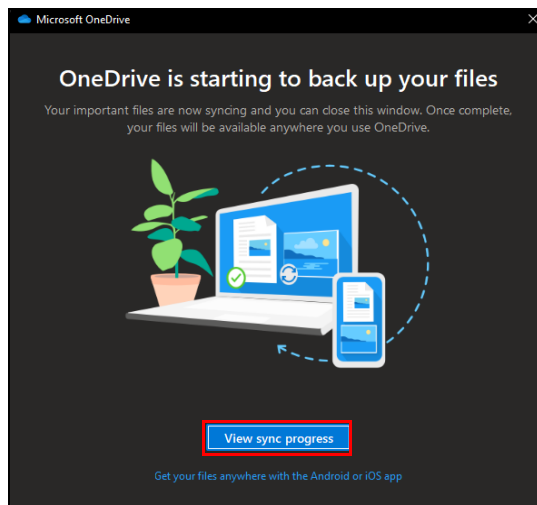 Microsoft OneDrive
OneDrive is starting to back up your files
Your important files are now syncing and you can close this window. Once complete,
your files will be available anywhere you use OneDrive.
View sync progress
Get your files anywhere with the Android or iOS app